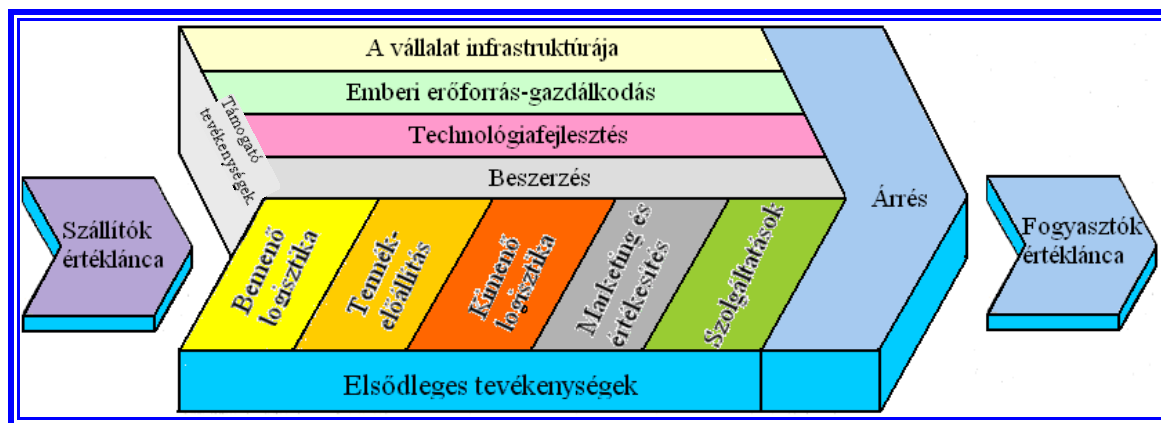 A vállalat infrastruktúrája
Emberi erőforrás-gazdálkodás
Technológiafejlesztés
Beszerzés
Támogató
tevékenységek
Szállítók
értéklánca
Bemenő
logisztika
Termék-
előállítás
Kimenő
logisztika
Marketing és
értékesítés
Szolgáltatások
Árrés
Fogyasztók
értéklánca
Elsődleges tevékenységek